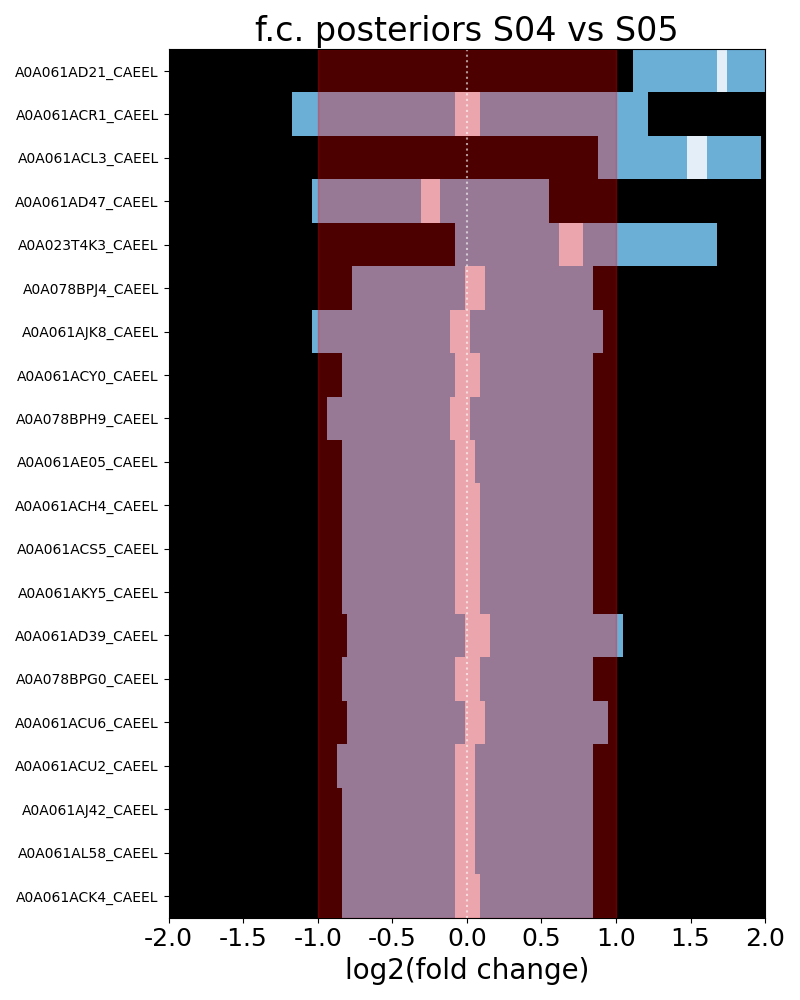 f.c. posteriors S04 vs S05
A0A061AD21_CAEEL
A0A061ACR1_CAEEL
A0A061ACL3_CAEEL
A0A061AD47_CAEEL
A0A023T4K3_CAEEL
A0A078BPJ4_CAEEL
A0A061AJK8_CAEEL
A0A061ACY0_CAEEL
A0A078BPH9_CAEEL
A0A061AE05_CAEEL
A0A061ACH4_CAEEL
A0A061ACS5_CAEEL
A0A061AKY5_CAEEL
A0A061AD39_CAEEL
A0A078BPG0_CAEEL
A0A061ACU6_CAEEL
A0A061ACU2_CAEEL
A0A061AJ42_CAEEL
A0A061AL58_CAEEL
A0A061ACK4_CAEEL
-2.0 -1.5 -1.0 -0.5 0.0 0.5 1.0 1.5 2.0
log2(fold change)